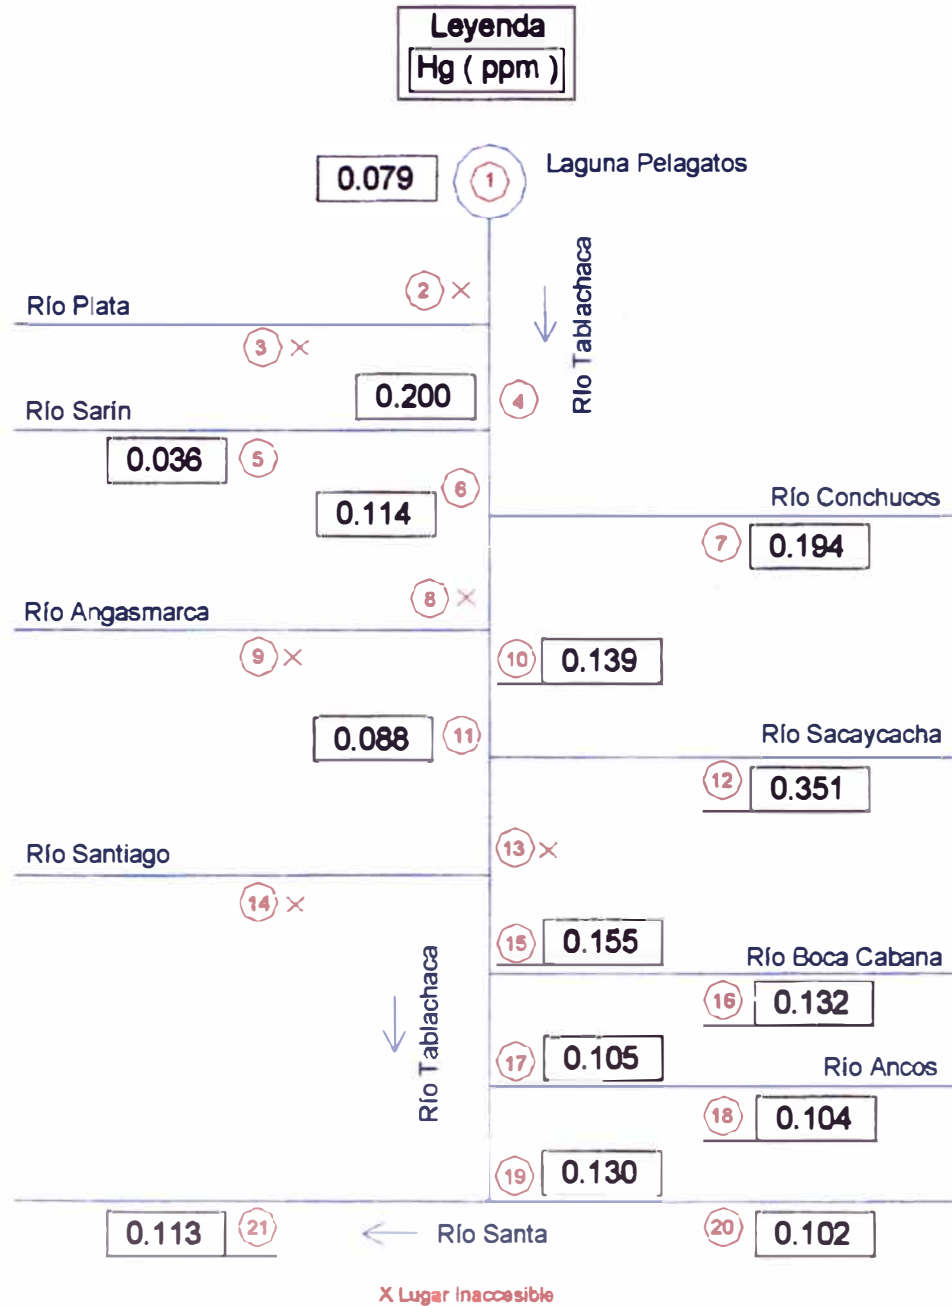 Leyenda
Hg ( ppm )
0.079
1
Laguna Pelagatos
2 X
Río Tablachaca
Río Plata
3 X
0.200
4
Río Sarín
0.036
5
6
0.114
Río Conchucos
7
0.194
8 X
Río Angasmarca
9 X
10
0.139
0.088
11
Río Sacaycacha
12
0.351
13 X
Río Santiago
14 X
15
0.155
Río Boca Cabana
16
0.132
Río Tablachaca
17
0.105
Río Ancos
18
0.104
19
0.130
0.113
21
Río Santa
20
0.102
X Lugar Inaccesible